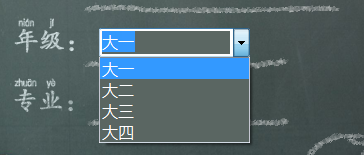 nián jí
年级：
大一
大一
大二
大三
大四
zhuān yè
专业：